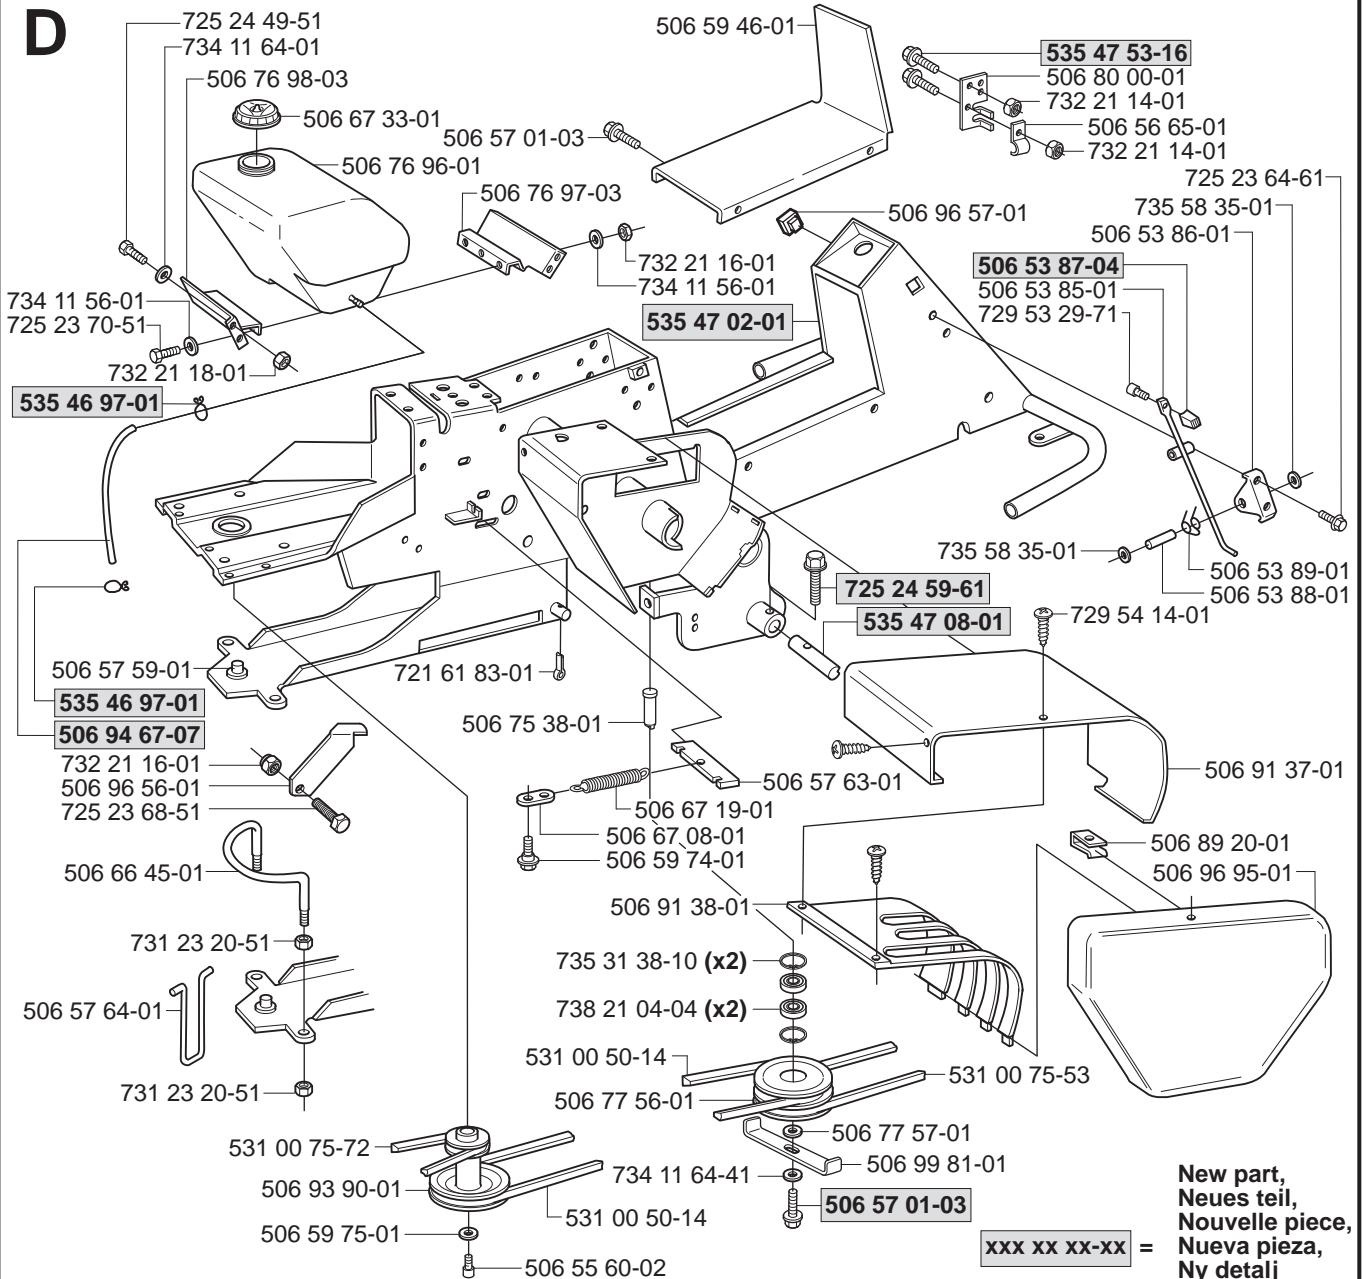 D
725 24 49-51
734 11 64-01
506 76 98-03
506 67 33-01
506 76 96-01
506 57 01-03
506 76 97-03
506 59 46-01
535 47 53-16
506 80 00-01
732 21 14-01
506 56 65-01
732 21 14-01
725 23 64-61
735 58 35-01
506 53 86-01
506 96 57-01
506 53 87-04
506 53 85-01
729 53 29-71
732 21 16-01
734 11 56-01
535 47 02-01
734 11 56-01
725 23 70-51
732 21 18-01
535 46 97-01
735 58 35-01
506 53 89-01
506 53 88-01
725 24 59-61
535 47 08-01
729 54 14-01
506 57 59-01
721 61 83-01
535 46 97-01
506 94 67-07
506 75 38-01
732 21 16-01
506 96 56-01
725 23 68-51
506 57 63-01
506 67 19-01
506 67 08-01
506 59 74-01
506 91 37-01
506 89 20-01
506 96 95-01
506 66 45-01
506 91 38-01
731 23 20-51
735 31 38-10 (x2)
506 57 64-01
738 21 04-04 (x2)
531 00 50-14
531 00 75-53
731 23 20-51
506 77 56-01
506 77 57-01
531 00 75-72
506 99 81-01
734 11 64-41
506 93 90-01
506 57 01-03
531 00 50-14
506 59 75-01
506 55 60-02
xxx xx xx-xx =
New part,
Neues teil,
Nouvelle piece,
Nueva pieza,
Ny detalj